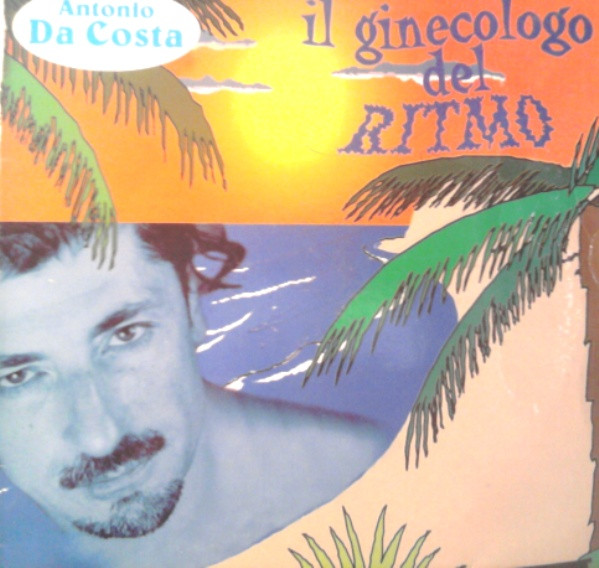 Antonio
Da Costa
il ginecologo
del
RITMO